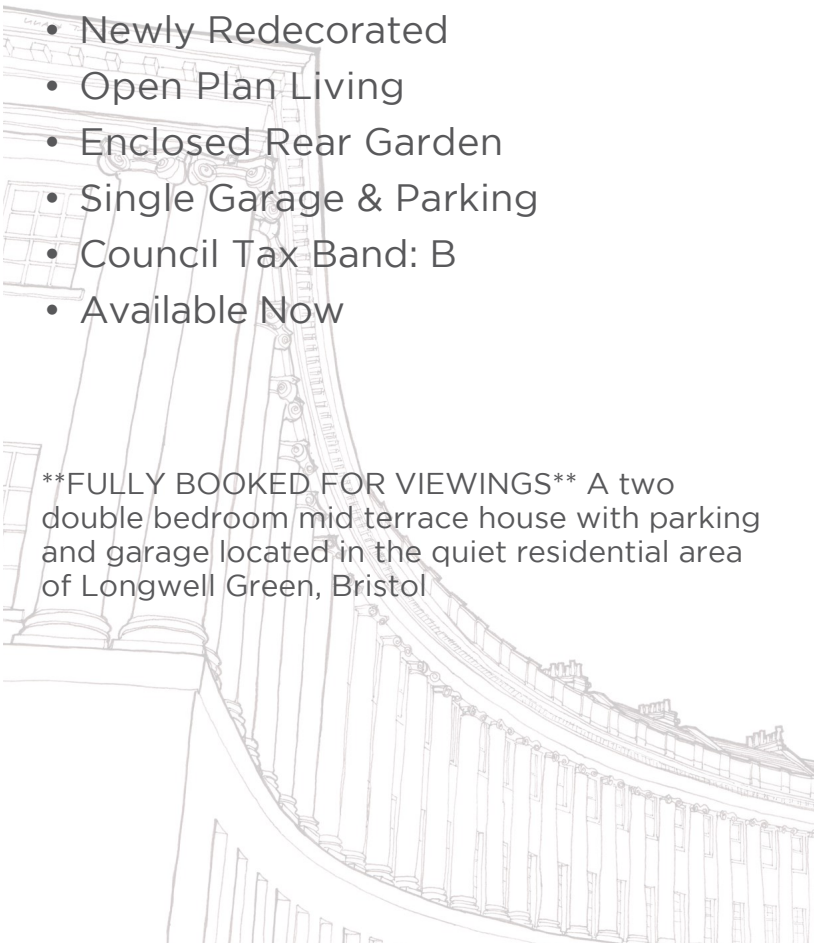 • Newly Redecorated
• Open Plan Living
• Enclosed Rear Garden
• Single Garage & Parking
• Council Tax Band: B
• Available Now
**FULLY BOOKED FOR VIEWINGS** A two
double bedroom mid terrace house with parking
and garage located in the quiet residential area
of Longwell Green, Bristol